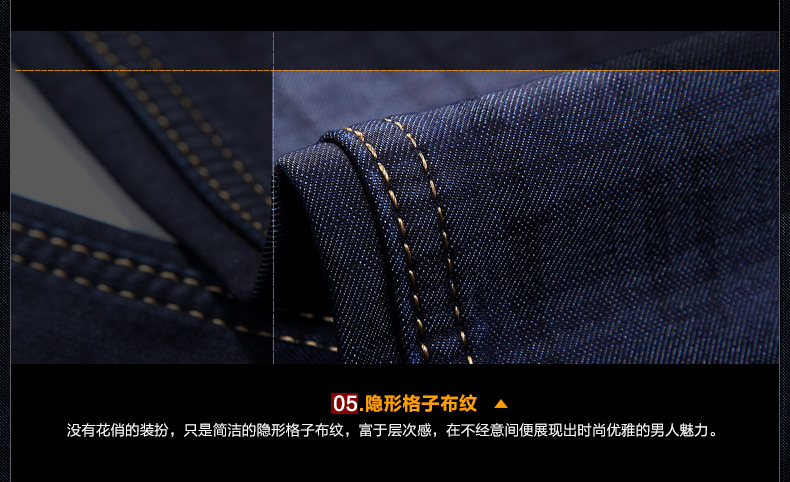 05.隐形格子布纹
没有花俏的装扮，只是简洁的隐形格子布纹，富于层次感，在不经意间便展现出时尚优雅的男人魅力。